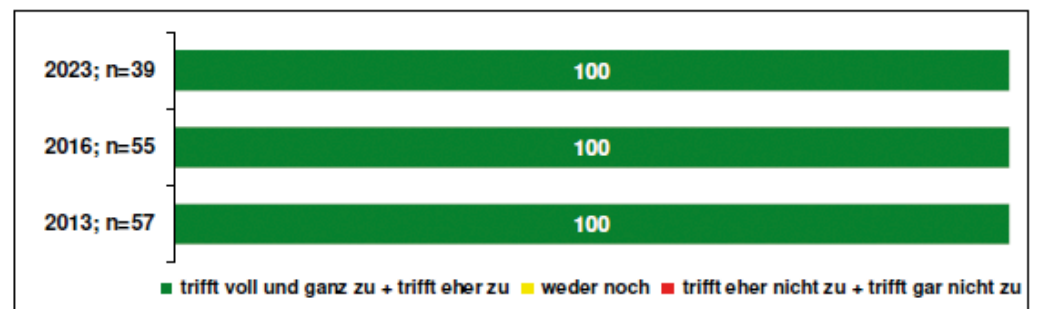 2023; n=39 100
2016; n=55 100
2013; n=57 100
trifft voll und ganz zu + trifft eher zu weder noch trifft eher nicht zu + trifft gar nicht zu